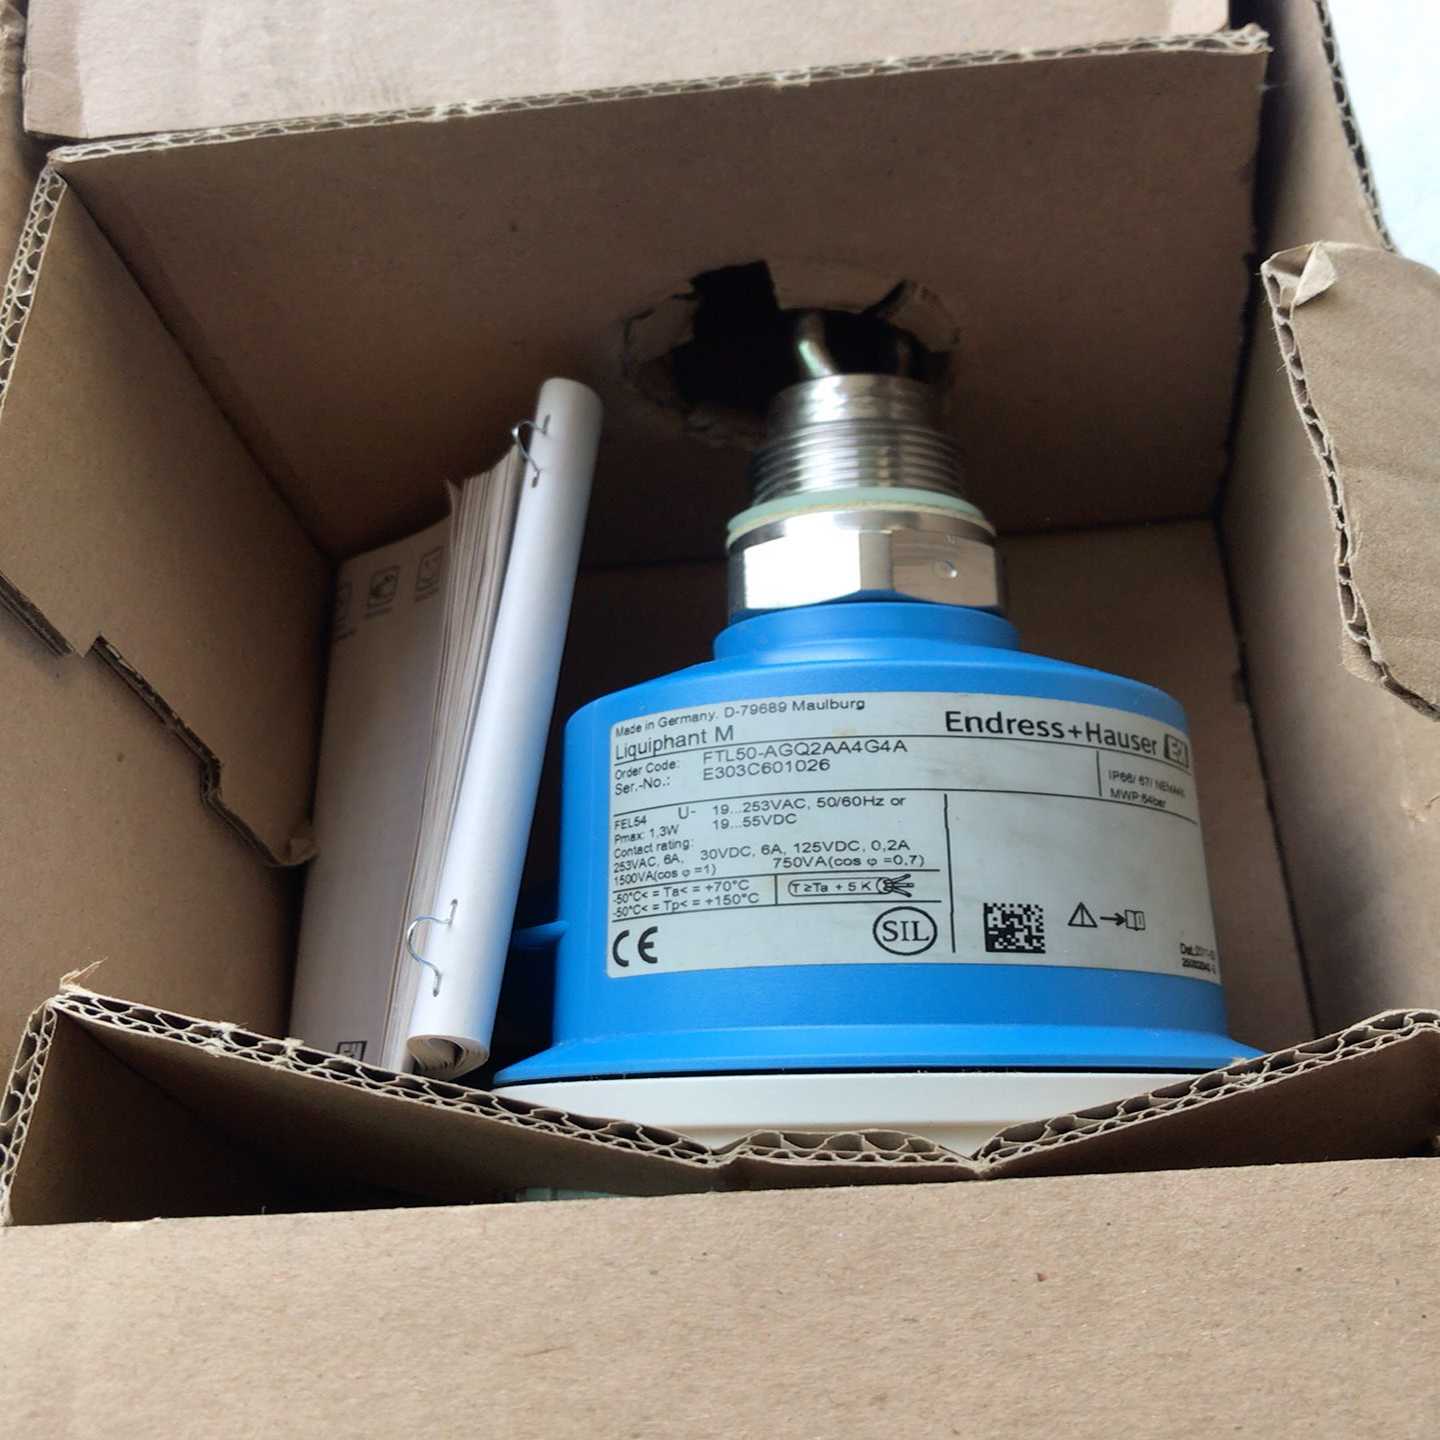 Made in Germany, D-79689 Maulburg
Liquiphant M
Endress+Hauser
Order Code: FTL50-AGQ2AA4G4A
Ser.-No.: E303C601026
IP66/ 67/ NEMA4X
MWP:64bar
FEL54 U- 19...253VAC, 50/60Hz or
19...55VDC
Pmax: 1,3W
Contact rating:
253VAC, 6A, 30VDC, 6A, 125VDC, 0,2A
1500VA(cos φ =1) 750VA(cos φ =0,7)
-50°C< = Ta< = +70°C
-50°C< = Tp< = +150°C
T ≥Ta + 5 K
CE
SIL